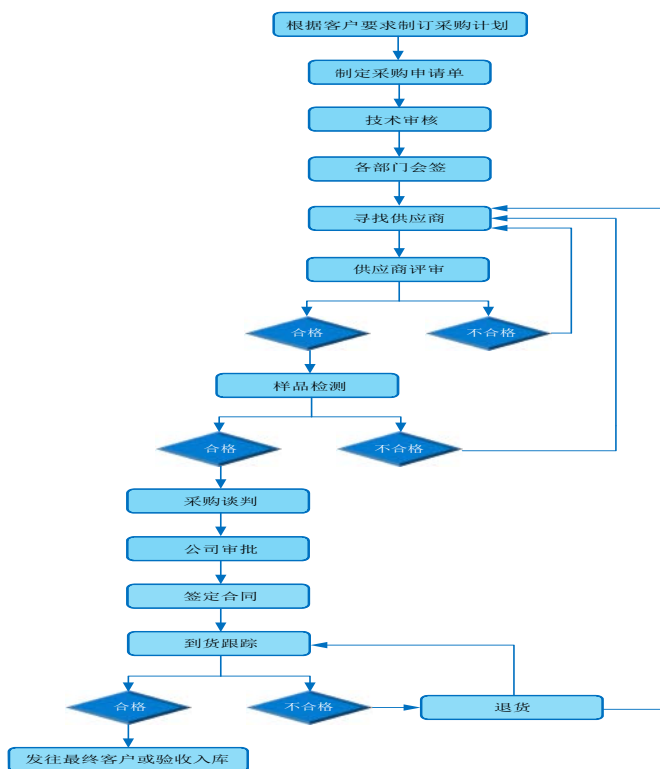 根据客户要求制订采购计划
制定采购申请单
技术审核
各部门会签
寻找供应商
供应商评审
合格
不合格
样品检测
合格
不合格
采购谈判
公司审批
签定合同
到货跟踪
合格
不合格
退货
发往最终客户或验收入库